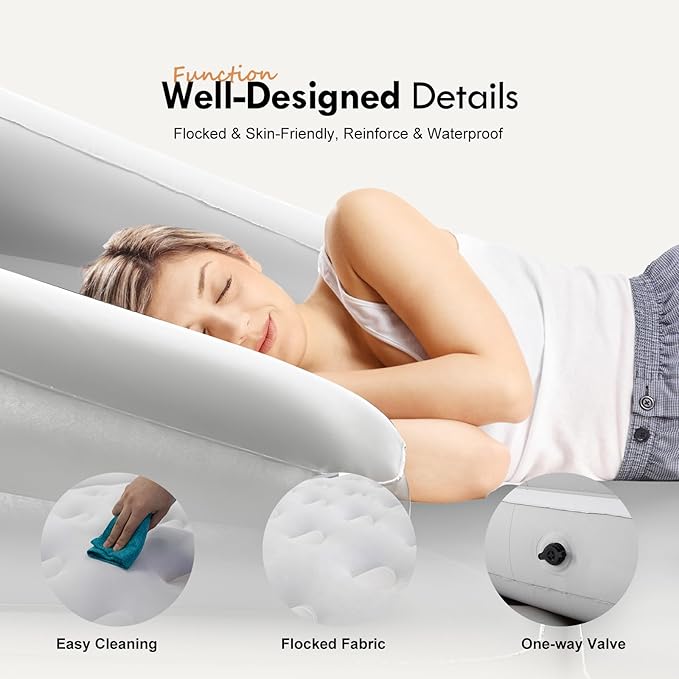 Function
Well-Designed Details
Flocked & Skin-Friendly, Reinforce & Waterproof
Easy Cleaning
Flocked Fabric
One-way Valve